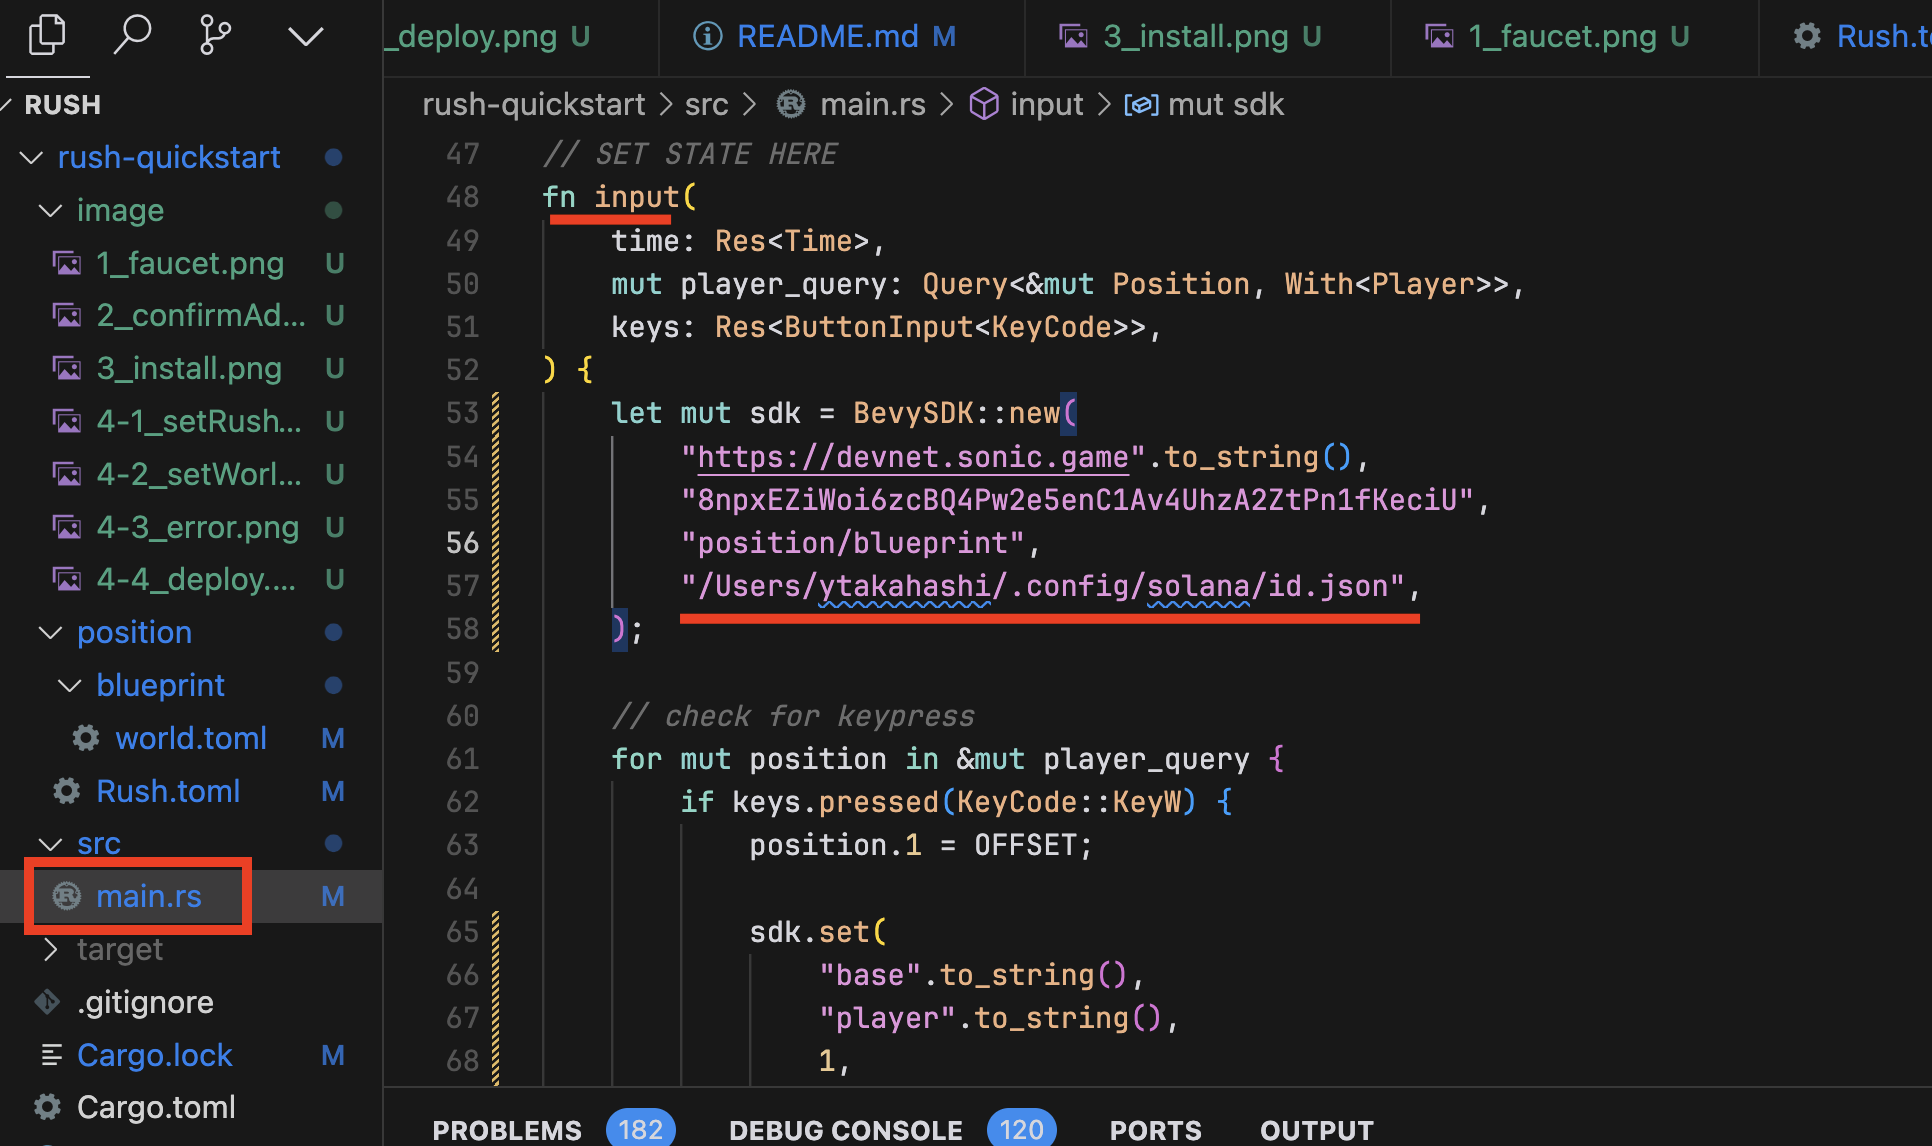 _deploy.png U
README.md M
3_install.png U
1_faucet.png U
Rush.t
RUSH
rush-quickstart
image
1_faucet.png U
2_confirmAd... U
3_install.png U
4-1_setRush... U
4-2_setWorl... U
4-3_error.png U
4-4_deploy.... U
position
blueprint
world.toml M
Rush.toml M
src
main.rs M
target
.gitignore
Cargo.lock M
Cargo.toml
rush-quickstart > src > main.rs > input > mut sdk
47 // SET STATE HERE
48 fn input(
49 time: Res<Time>,
50 mut player_query: Query<&mut Position, With<Player>>,
51 keys: Res<ButtonInput<KeyCode>>,
52 ) {
53 let mut sdk = BevySDK::new(
54 "https://devnet.sonic.game".to_string(),
55 "8npxEZiWoi6zcBQ4Pw2e5enC1Av4UhzA2ZtPn1fKeciU",
56 "position/blueprint",
57 "/Users/ytakahashi/.config/solana/id.json",
58 );
59
60 // check for keypress
61 for mut position in &mut player_query {
62 if keys.pressed(KeyCode::KeyW) {
63 position.1 = OFFSET;
64
65 sdk.set(
66 "base".to_string(),
67 "player".to_string(),
68 1,
PROBLEMS 182 DEBUG CONSOLE 120 PORTS OUTPUT